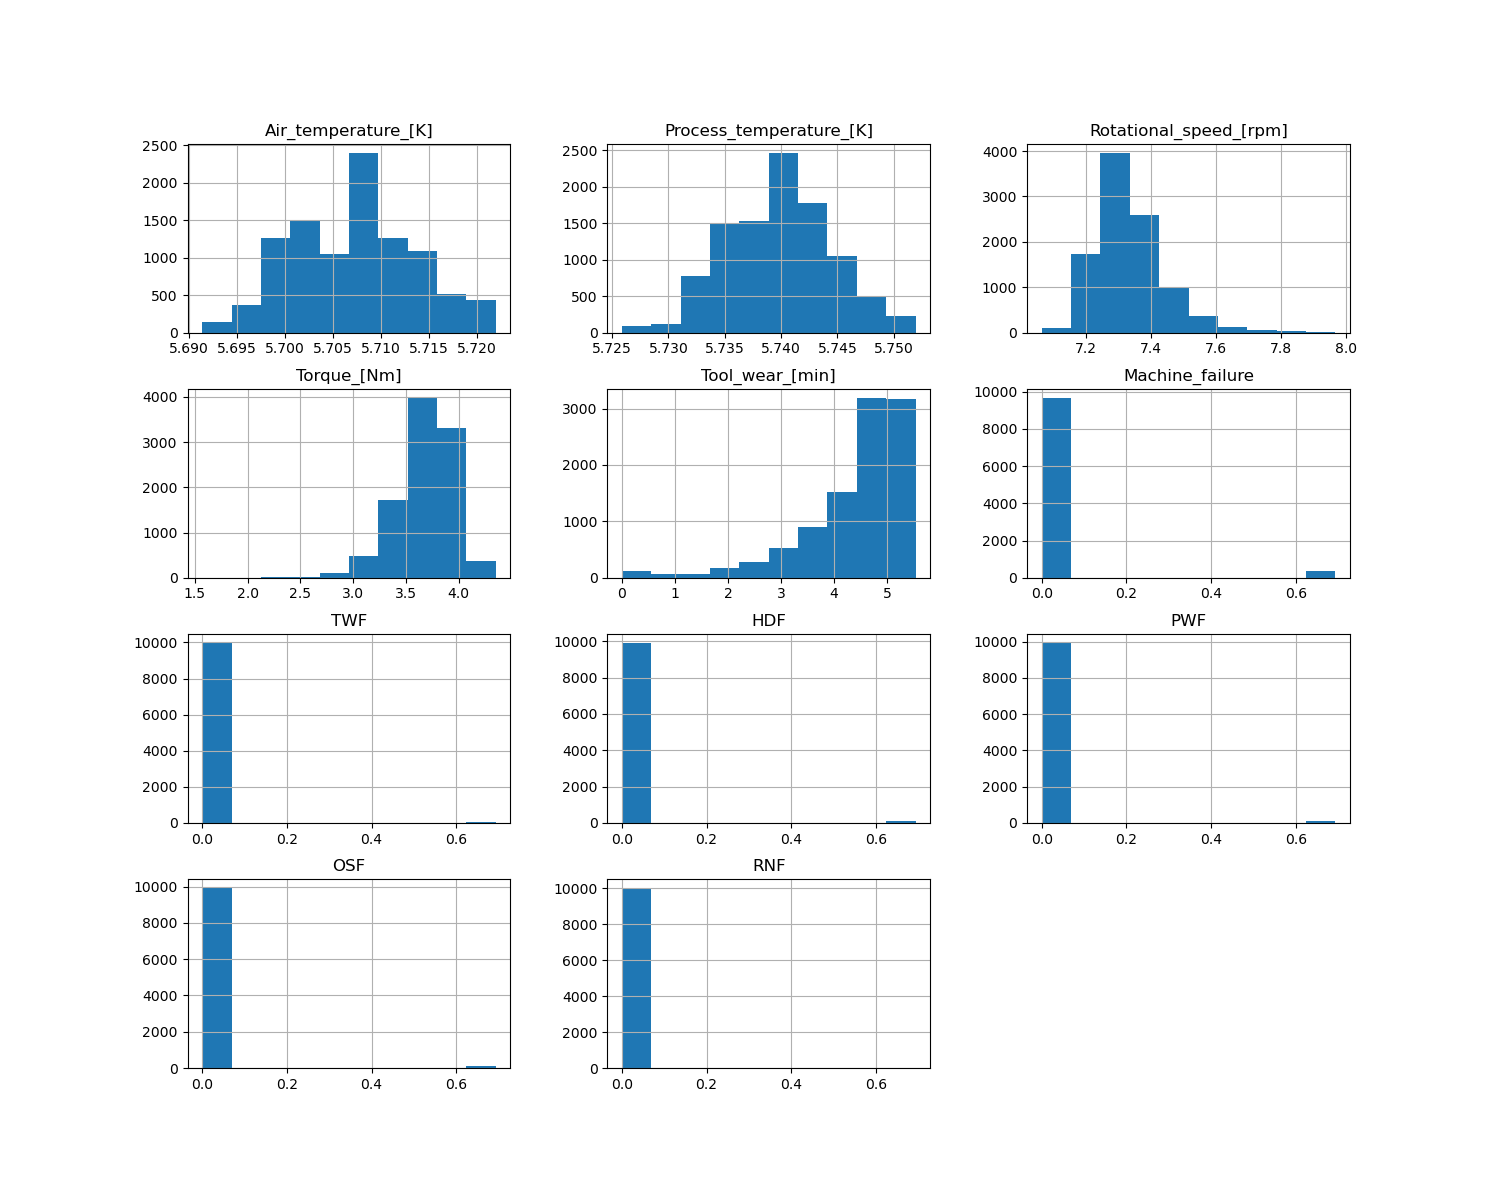 Air_temperature_[K]
2500
2000
1500
1000
500
0
5.690 5.695 5.700 5.705 5.710 5.715 5.720
Process_temperature_[K]
2500
2000
1500
1000
500
0
5.725 5.730 5.735 5.740 5.745 5.750
Rotational_speed_[rpm]
4000
3000
2000
1000
0
7.2 7.4 7.6 7.8 8.0
Torque_[Nm]
4000
3000
2000
1000
0
1.5 2.0 2.5 3.0 3.5 4.0
Tool_wear_[min]
3000
2000
1000
0
0 1 2 3 4 5
Machine_failure
10000
8000
6000
4000
2000
0
0.0 0.2 0.4 0.6
TWF
10000
8000
6000
4000
2000
0
0.0 0.2 0.4 0.6
HDF
10000
8000
6000
4000
2000
0
0.0 0.2 0.4 0.6
PWF
10000
8000
6000
4000
2000
0
0.0 0.2 0.4 0.6
OSF
10000
8000
6000
4000
2000
0
0.0 0.2 0.4 0.6
RNF
10000
8000
6000
4000
2000
0
0.0 0.2 0.4 0.6